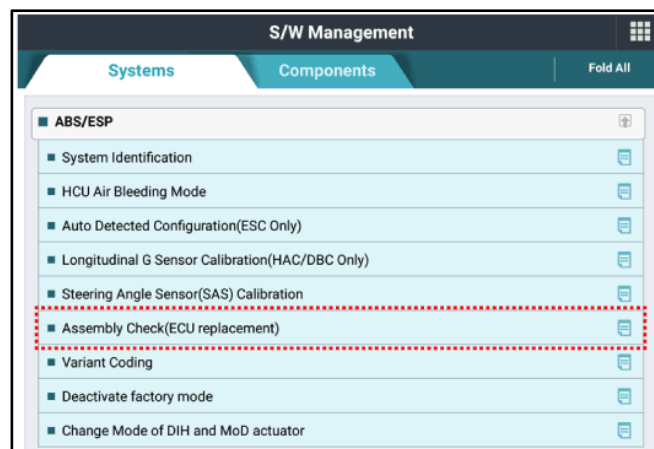 S/W Management
Systems
Components
Fold All
ABS/ESP
System Identification
HCU Air Bleeding Mode
Auto Detected Configuration(ESC Only)
Longitudinal G Sensor Calibration(HAC/DBC Only)
Steering Angle Sensor(SAS) Calibration
Assembly Check(ECU replacement)
Variant Coding
Deactivate factory mode
Change Mode of DIH and MoD actuator